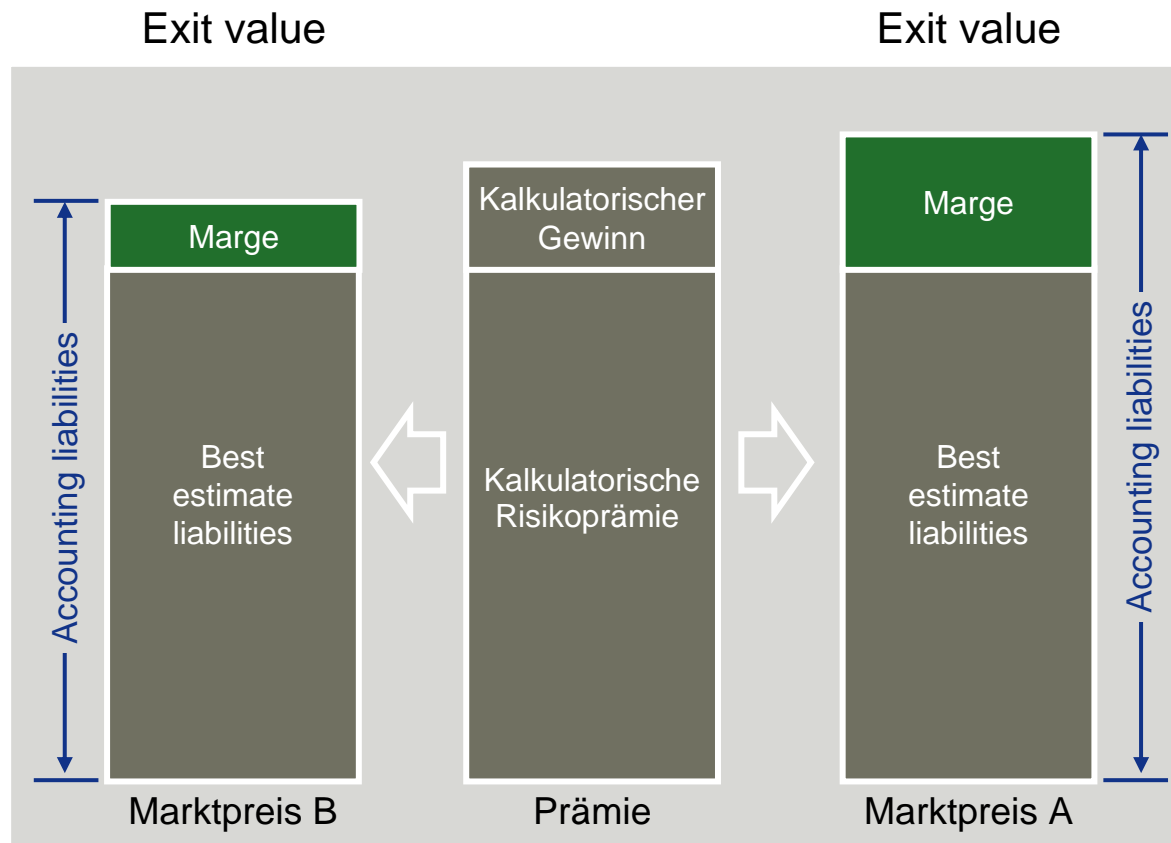 Exit value
Exit value
Accounting liabilities
Marge
Best
estimate
liabilities
Marktpreis B
Kalkulatorischer
Gewinn
Kalkulatorische
Risikoprämie
Prämie
Marge
Best
estimate
liabilities
Marktpreis A
Accounting liabilities